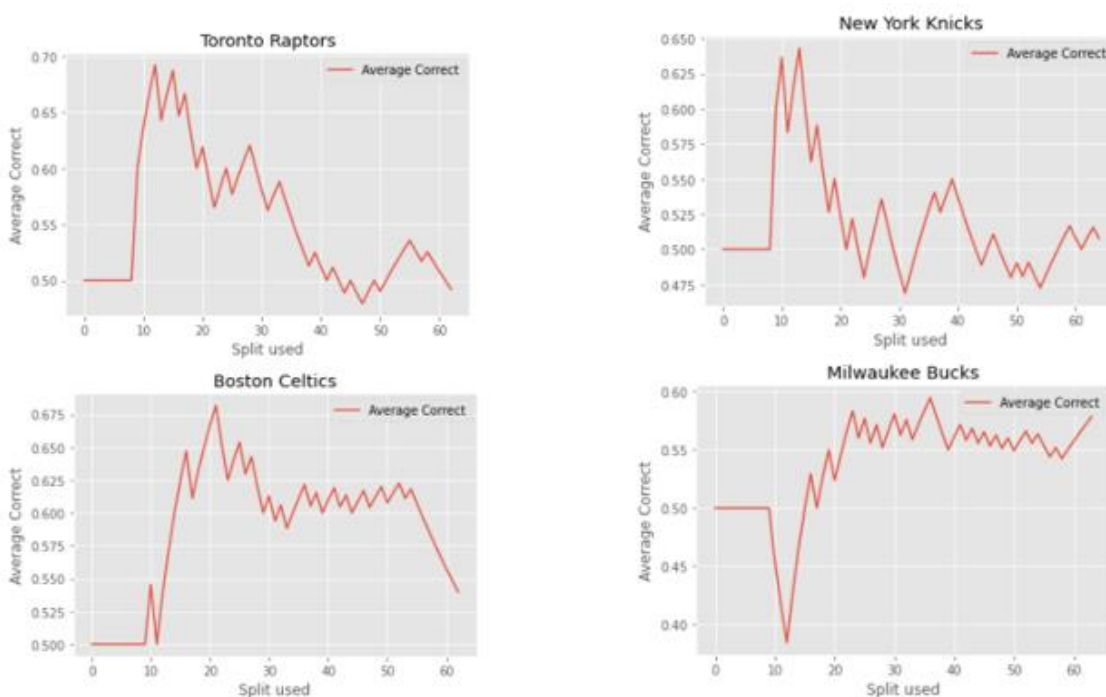 Toronto Raptors
Average Correct
0.70
0.65
0.60
0.55
0.50
Average Correct
0 10 20 30 40 50 60
Split used
New York Knicks
Average Correct
0.650
0.625
0.600
0.575
0.550
0.525
0.500
0.475
Average Correct
0 10 20 30 40 50 60
Split used
Boston Celtics
Average Correct
0.675
0.650
0.625
0.600
0.575
0.550
0.525
0.500
Average Correct
0 10 20 30 40 50 60
Split used
Milwaukee Bucks
Average Correct
0.60
0.55
0.50
0.45
0.40
Average Correct
0 10 20 30 40 50 60
Split used